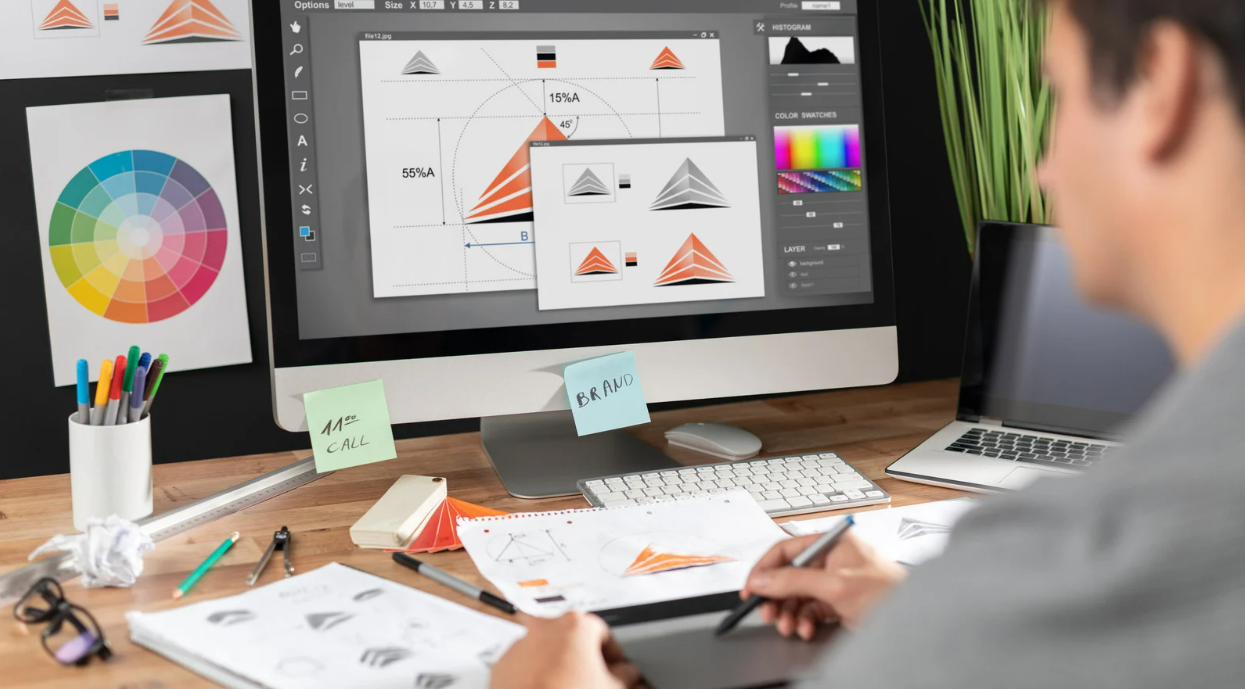 Options level Size X 10,7 Y 4,5 Z 8,2 Profile name1
file12.jpg
15%A
45°
55%A
B
A
i
HISTOGRAM
COLOR SWATCHES
LAYER
background
11⁰⁰
CALL
BRAND